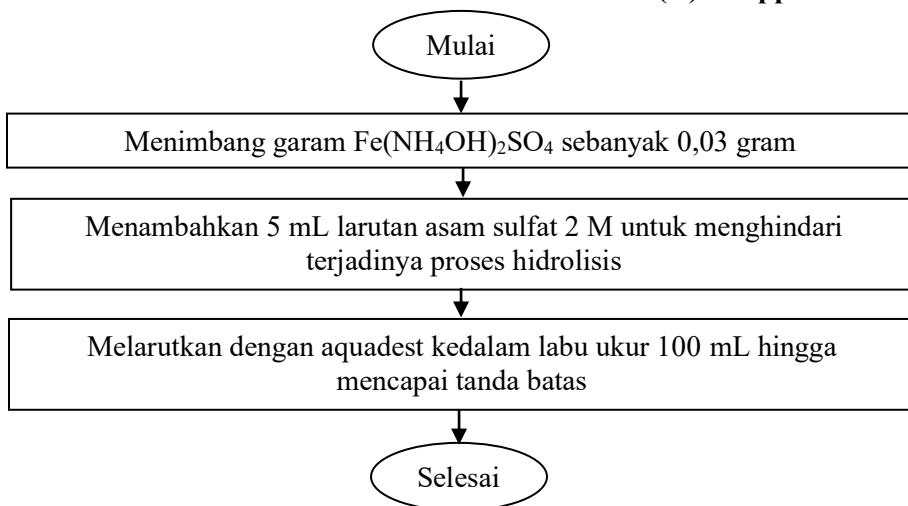 Mulai
Menimbang garam Fe(NH₄OH)₂SO₄ sebanyak 0,03 gram
Menambahkan 5 mL larutan asam sulfat 2 M untuk menghindari
terjadinya proses hidrolisis
Melarutkan dengan aquadest kedalam labu ukur 100 mL hingga
mencapai tanda batas
Selesai